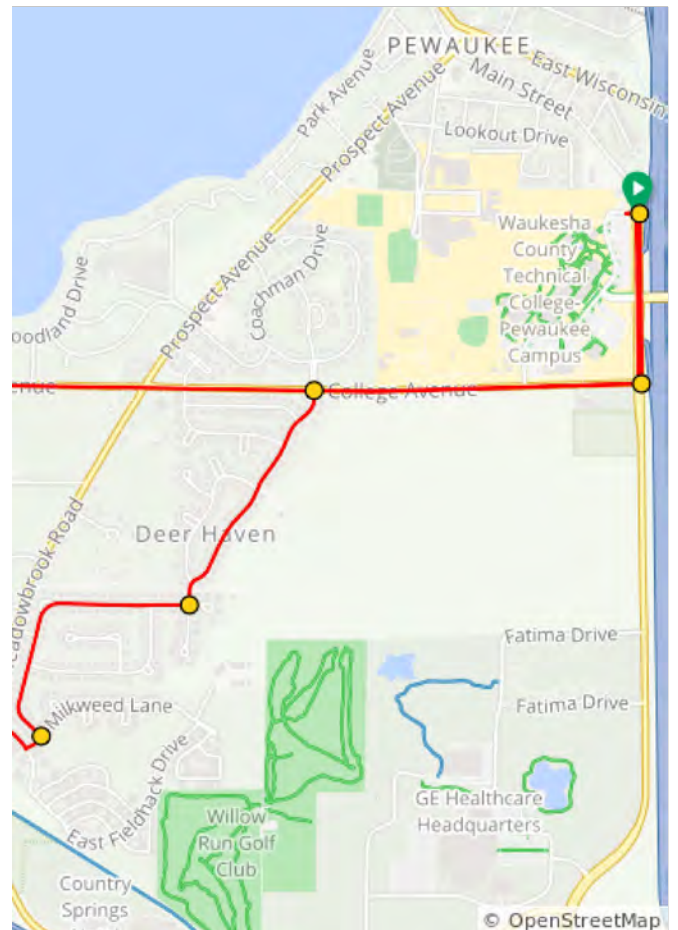 PEWAUKEE
East Wisconsin
Main Street
Park Avenue
Lookout Drive
Prospect Avenue
Waukesha
County
Technical
College-
Pewaukee
Campus
Coachman Drive
oodland Drive
Prospect Avenue
enue
College Avenue
Deer Haven
eadowbrook Road
Fatima Drive
Milkweed Lane
Fatima Drive
East Fieldhack Drive
GE Healthcare
Headquarters
Willow
Run Golf
Club
Country
Springs
© OpenStreetMap